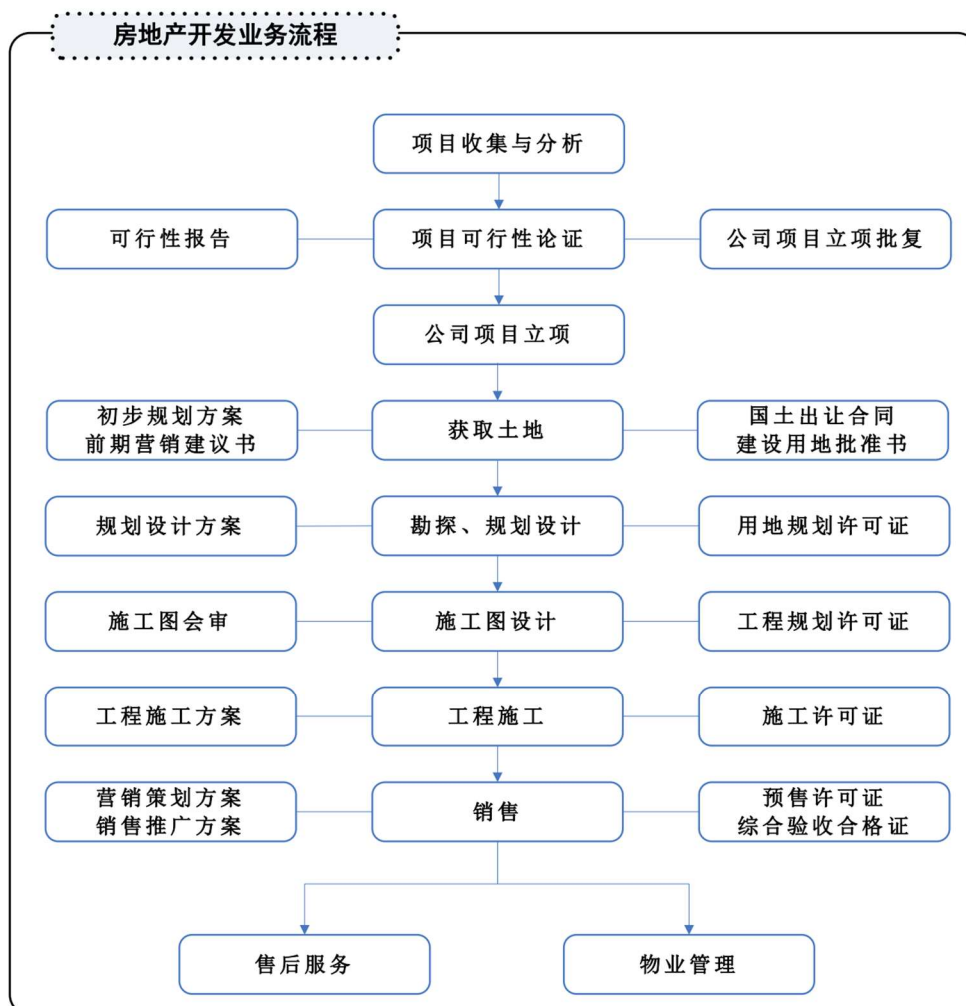 房地产开发业务流程
项目收集与分析
可行性报告
项目可行性论证
公司项目立项批复
公司项目立项
初步规划方案
前期营销建议书
获取土地
国土出让合同
建设用地批准书
规划设计方案
勘探、规划设计
用地规划许可证
施工图会审
施工图设计
工程规划许可证
工程施工方案
工程施工
施工许可证
营销策划方案
销售推广方案
销售
预售许可证
综合验收合格证
售后服务
物业管理